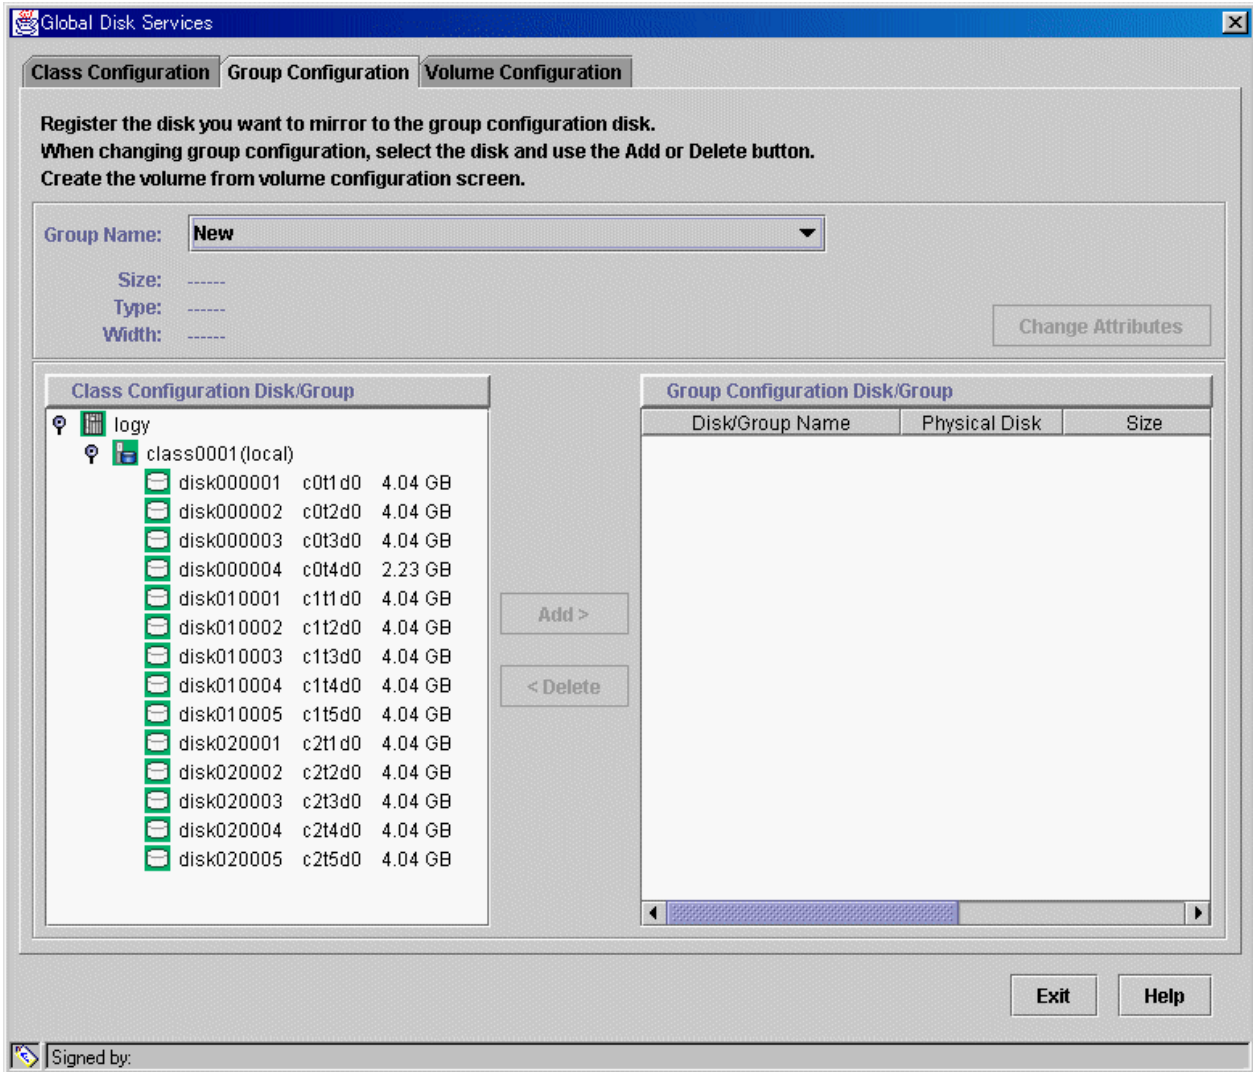 Global Disk Services
Class Configuration Group Configuration Volume Configuration
Register the disk you want to mirror to the group configuration disk.
When changing group configuration, select the disk and use the Add or Delete button.
Create the volume from volume configuration screen.
Group Name: New
Size: ------
Type: ------
Width: ------
Change Attributes
Class Configuration Disk/Group
logy
class0001(local)
disk000001 c0t1d0 4.04 GB
disk000002 c0t2d0 4.04 GB
disk000003 c0t3d0 4.04 GB
disk000004 c0t4d0 2.23 GB
disk010001 c1t1d0 4.04 GB
disk010002 c1t2d0 4.04 GB
disk010003 c1t3d0 4.04 GB
disk010004 c1t4d0 4.04 GB
disk010005 c1t5d0 4.04 GB
disk020001 c2t1d0 4.04 GB
disk020002 c2t2d0 4.04 GB
disk020003 c2t3d0 4.04 GB
disk020004 c2t4d0 4.04 GB
disk020005 c2t5d0 4.04 GB
Add >
< Delete
Group Configuration Disk/Group
Disk/Group Name Physical Disk Size
Exit Help
Signed by: